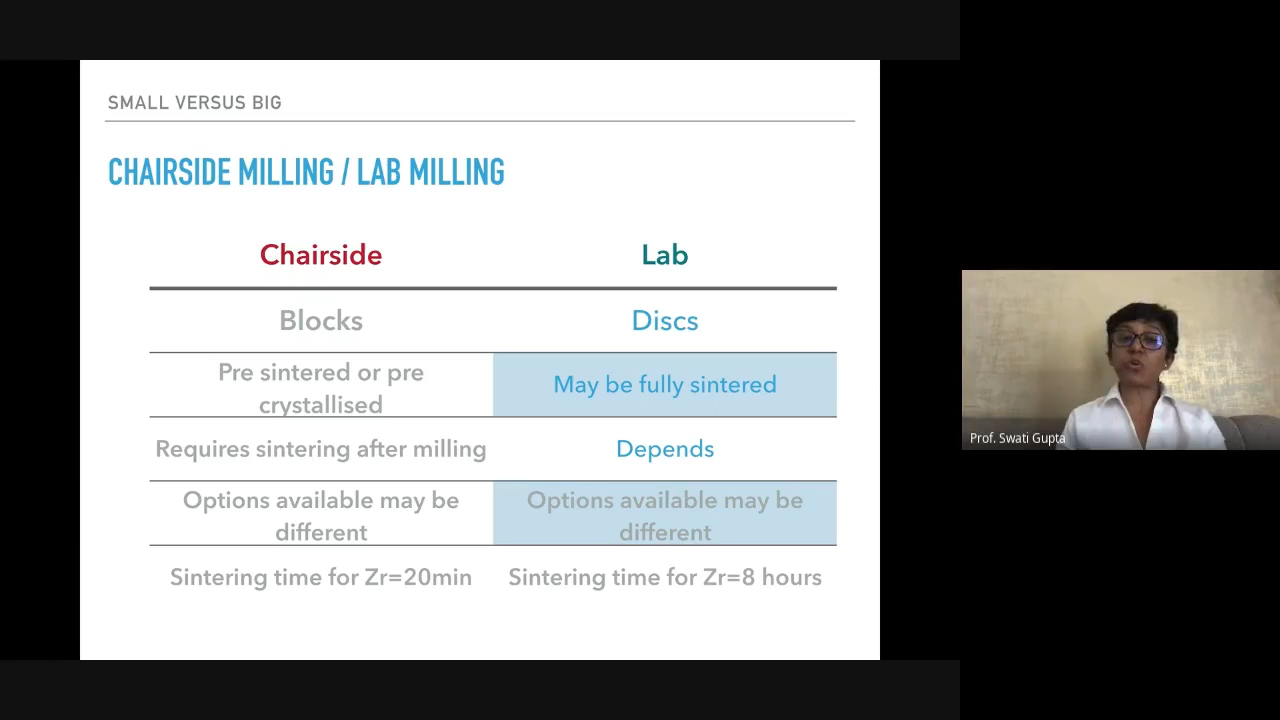 SMALL VERSUS BIG
CHAIRSIDE MILLING / LAB MILLING
Chairside
Lab
Blocks
Discs
Pre sintered or pre
crystallised
May be fully sintered
Requires sintering after milling
Depends
Options available may be
different
Options available may be
different
Sintering time for Zr=20min
Sintering time for Zr=8 hours
Prof. Swati Gupta